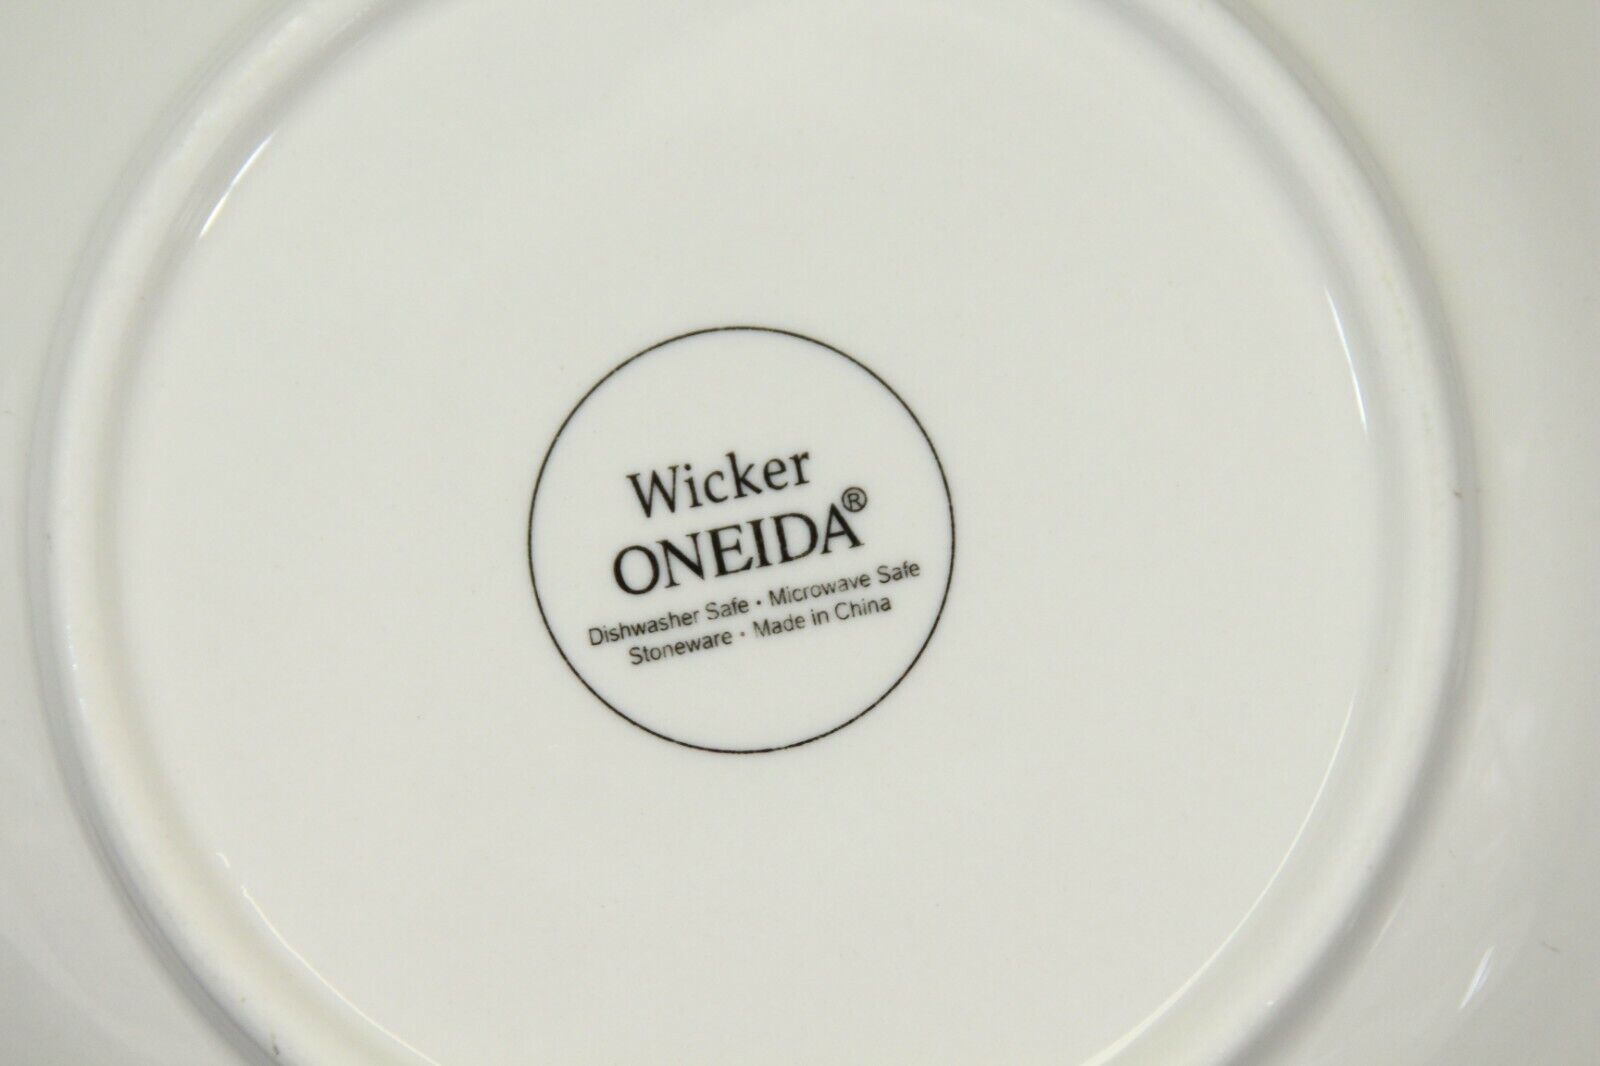 Wicker
ONEIDA®
Dishwasher Safe • Microwave Safe
Stoneware • Made in China